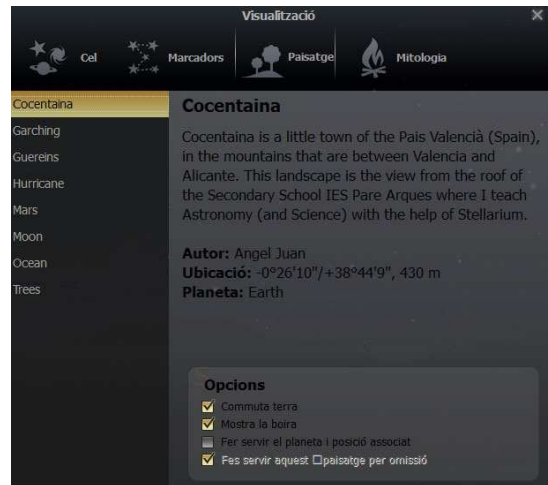 Visualització
Cel Marcadors Paisatge Mitologia
Cocentaina
Garching
Guereins
Hurricane
Mars
Moon
Ocean
Trees
Cocentaina
Cocentaina is a little town of the Pais Valencià (Spain),
in the mountains that are between Valencia and
Alicante. This landscape is the view from the roof of
the Secondary School IES Pare Arques where I teach
Astronomy (and Science) with the help of Stellarium.
Autor: Angel Juan
Ubicació: -0°26'10"/+38°44'9", 430 m
Planeta: Earth
Opcions
Commuta terra
Mostra la boira
Fer servir el planeta i posició associat
Fes servir aquest □paisatge per omissió